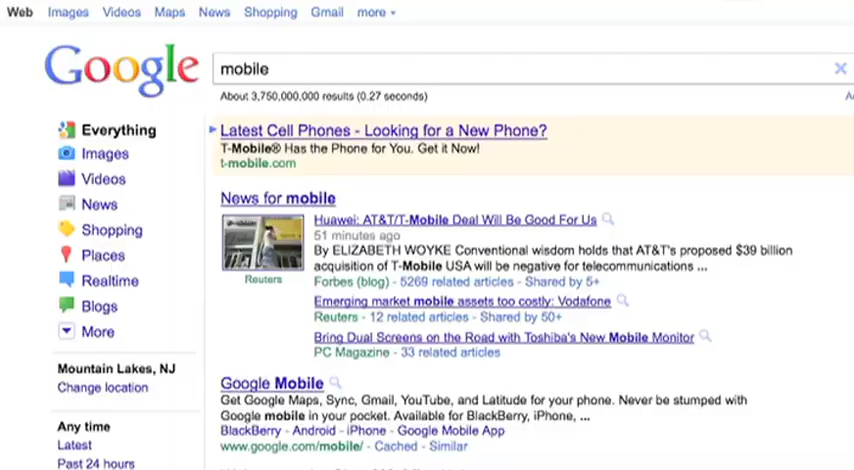 Web Images Videos Maps News Shopping Gmail more
Google
mobile
About 3,750,000,000 results (0.27 seconds)
Everything
Images
Videos
News
Shopping
Places
Realtime
Blogs
More
Mountain Lakes, NJ
Change location
Any time
Latest
Past 24 hours
Latest Cell Phones - Looking for a New Phone?
T-Mobile® Has the Phone for You. Get it Now!
t-mobile.com
News for mobile
Huawei: AT&T/T-Mobile Deal Will Be Good For Us
51 minutes ago
By ELIZABETH WOYKE Conventional wisdom holds that AT&T's proposed $39 billion
acquisition of T-Mobile USA will be negative for telecommunications ...
Forbes (blog) - 5269 related articles - Shared by 5+
Reuters
Emerging market mobile assets too costly: Vodafone
Reuters - 12 related articles - Shared by 50+
Bring Dual Screens on the Road with Toshiba's New Mobile Monitor
PC Magazine - 33 related articles
Google Mobile
Get Google Maps, Sync, Gmail, YouTube, and Latitude for your phone. Never be stumped with
Google mobile in your pocket. Available for BlackBerry, iPhone, ...
BlackBerry - Android - iPhone - Google Mobile App
www.google.com/mobile/ - Cached - Similar